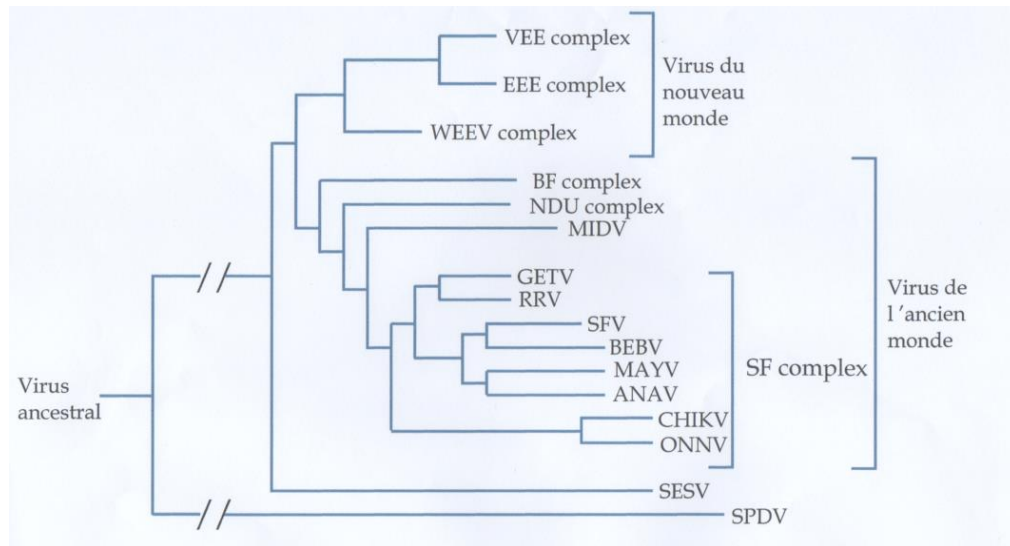 VEE complex
EEE complex
WEEV complex
Virus du
nouveau
monde
BF complex
NDU complex
MIDV
GETV
RRV
SFV
BEBV
MAYV
ANAV
CHIKV
ONNV
SF complex
Virus de
l 'ancien
monde
Virus
ancestral
SESV
SPDV